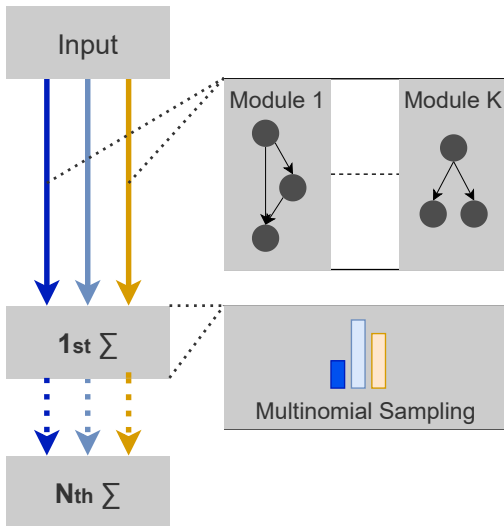 Input
Module 1
Module K
1st ∑
Multinomial Sampling
Nth ∑